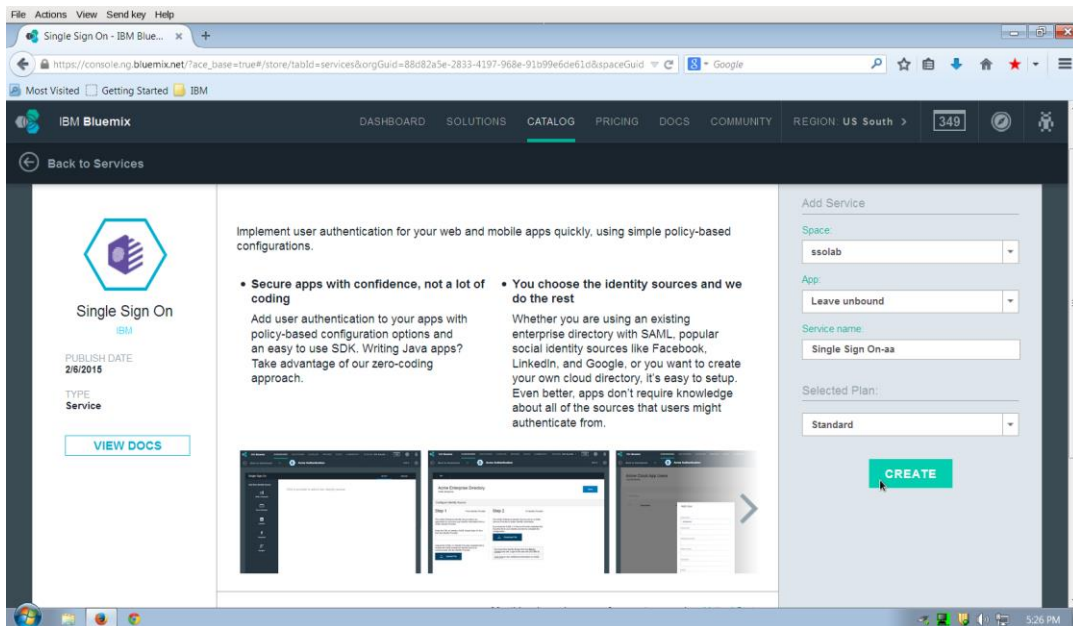 File Actions View Send key Help
Single Sign On - IBM Blue... × +
https://console.ng.bluemix.net/?ace_base=true#/store/tabId=services&orgGuid=88d82a5e-2833-4197-968e-91b99e6de61d&spaceGuid
Google
Most Visited Getting Started IBM
IBM Bluemix
DASHBOARD SOLUTIONS CATALOG PRICING DOCS COMMUNITY
REGION: US South >
349
Back to Services
Single Sign On
IBM
PUBLISH DATE
2/6/2015
TYPE
Service
VIEW DOCS
Implement user authentication for your web and mobile apps quickly, using simple policy-based
configurations.
• Secure apps with confidence, not a lot of
coding
Add user authentication to your apps with
policy-based configuration options and
an easy to use SDK. Writing Java apps?
Take advantage of our zero-coding
approach.
• You choose the identity sources and we
do the rest
Whether you are using an existing
enterprise directory with SAML, popular
social identity sources like Facebook,
LinkedIn, and Google, or you want to create
your own cloud directory, it's easy to setup.
Even better, apps don't require knowledge
about all of the sources that users might
authenticate from.
Step 1
Step 2
Add Service
Space:
ssolab
App:
Leave unbound
Service name:
Single Sign On-aa
Selected Plan:
Standard
CREATE
5:26 PM